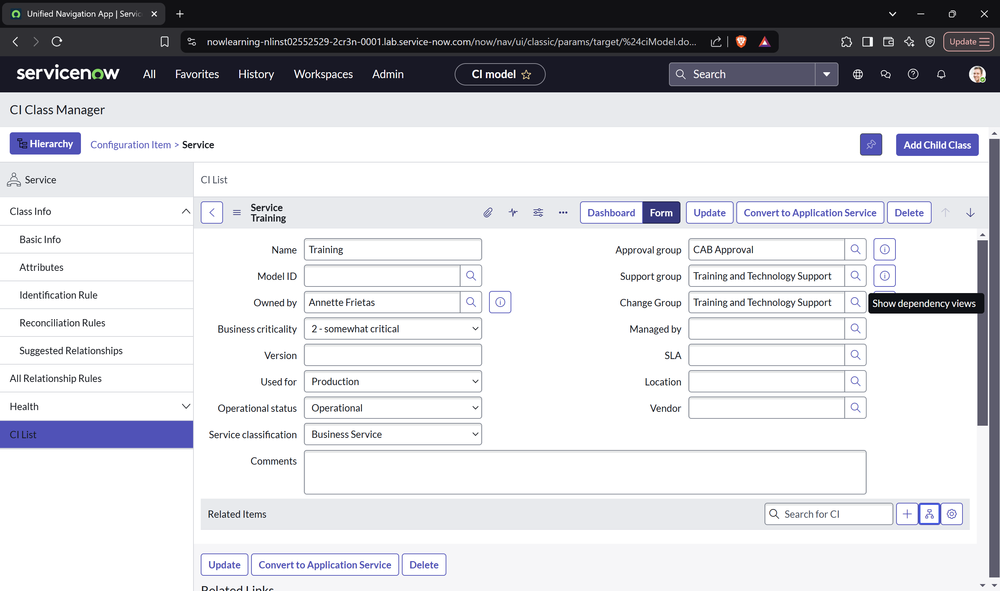 Unified Navigation App | Servic
nowlearning-nlinst02552529-2cr3n-0001.lab.service-now.com/now/nav/ui/classic/params/target/%24ciModel.do...
Update
servicenow
All
Favorites
History
Workspaces
Admin
CI model
Search
CI Class Manager
Hierarchy
Configuration Item > Service
Add Child Class
Service
CI List
Class Info
Basic Info
Attributes
Identification Rule
Reconciliation Rules
Suggested Relationships
All Relationship Rules
Health
CI List
Service
Training
Dashboard
Form
Update
Convert to Application Service
Delete
Name
Training
Model ID
Owned by
Annette Frietas
Business criticality
2 - somewhat critical
Version
Used for
Production
Operational status
Operational
Service classification
Business Service
Comments
Approval group
CAB Approval
Support group
Training and Technology Support
Change Group
Training and Technology Support
Show dependency views
Managed by
SLA
Location
Vendor
Related Items
Search for CI
Update
Convert to Application Service
Delete
Related Links